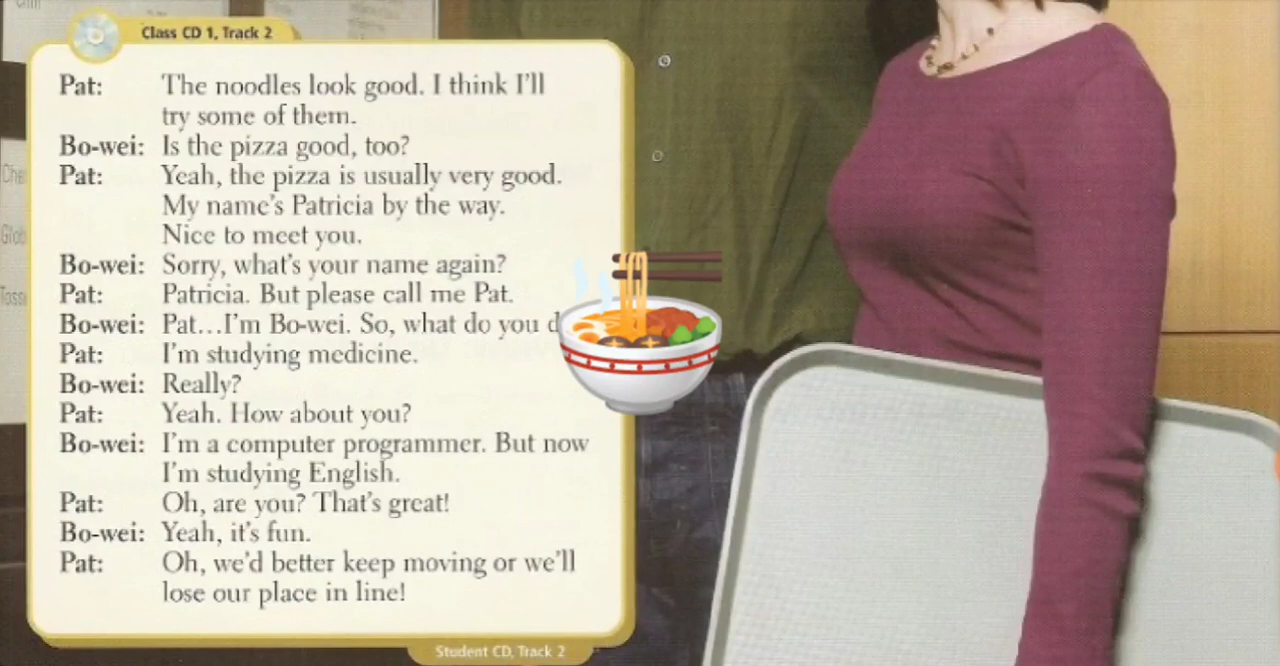 Class CD 1, Track 2
Pat: The noodles look good. I think I'll
try some of them.
Bo-wei: Is the pizza good, too?
Pat: Yeah, the pizza is usually very good.
My name's Patricia by the way.
Nice to meet you.
Bo-wei: Sorry, what's your name again?
Pat: Patricia. But please call me Pat.
Bo-wei: Pat…I'm Bo-wei. So, what do you
Pat: I'm studying medicine.
Bo-wei: Really?
Pat: Yeah. How about you?
Bo-wei: I'm a computer programmer. But now
I'm studying English.
Pat: Oh, are you? That's great!
Bo-wei: Yeah, it's fun.
Pat: Oh, we'd better keep moving or we'll
lose our place in line!
Student CD, Track 2